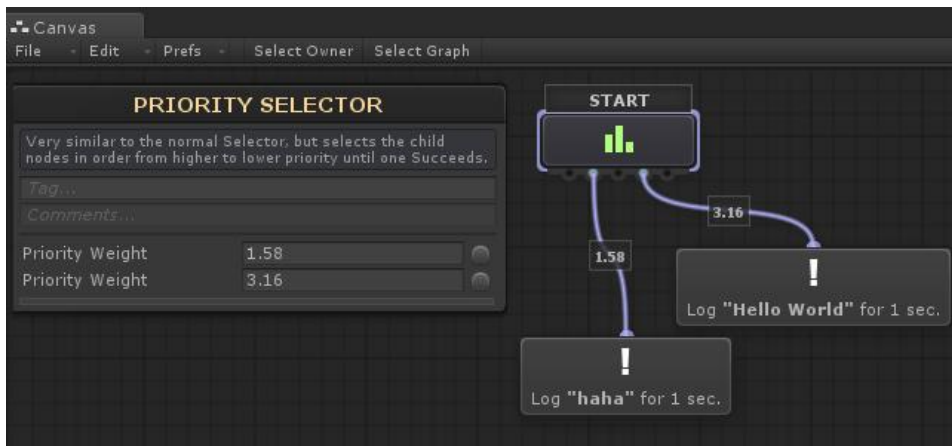 Canvas
File Edit Prefs Select Owner Select Graph
PRIORITY SELECTOR
Very similar to the normal Selector, but selects the child
nodes in order from higher to lower priority until one Succeeds.
Tag...
Comments...
Priority Weight 1.58
Priority Weight 3.16
START
3.16
1.58
Log "Hello World" for 1 sec.
Log "haha" for 1 sec.